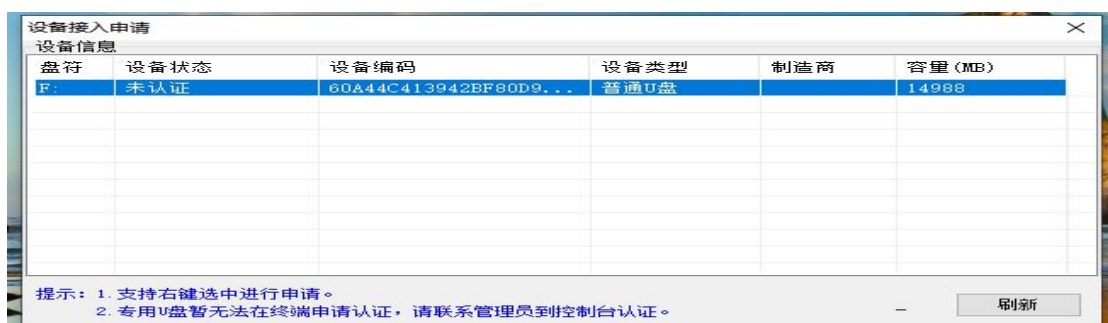 设备接入申请
设备信息
盘符 设备状态 设备编码 设备类型 制造商 容量(MB)
F: 未认证 60A44C413942BF80D9... 普通U盘 14988
提示: 1.支持右键选中进行申请。
2.专用U盘暂无法在终端申请认证,请联系管理员到控制台认证。
刷新